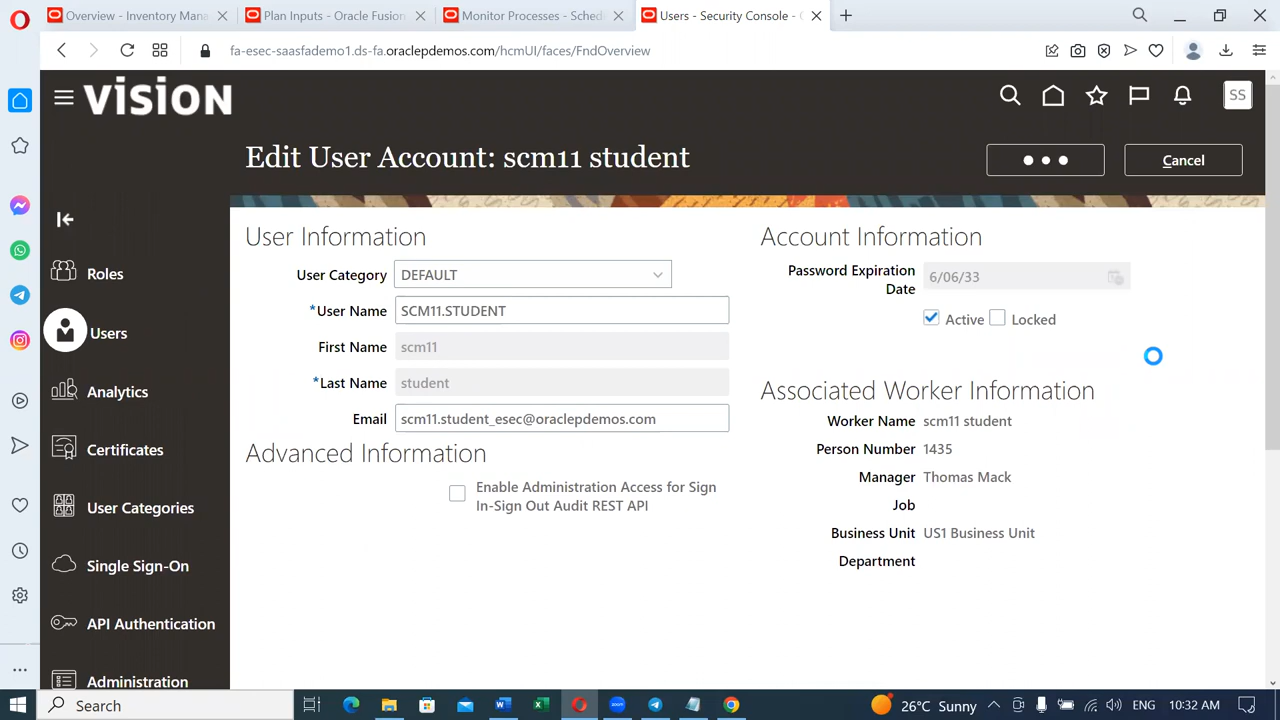 Overview - Inventory Mana
Plan Inputs - Oracle Fusion
Monitor Processes - Schedl
Users - Security Console - C
fa-esec-saasfademo1.ds-fa.oraclepdemos.com/hcmUI/faces/FndOverview
VISION
SS
Edit User Account: scm11 student
Cancel
Roles
Users
Analytics
Certificates
User Categories
Single Sign-On
API Authentication
Administration
User Information
User Category DEFAULT
*User Name SCM11.STUDENT
First Name scm11
*Last Name student
Email scm11.student_esec@oraclepdemos.com
Advanced Information
Enable Administration Access for Sign
In-Sign Out Audit REST API
Account Information
Password Expiration
Date
6/06/33
Active
Locked
Associated Worker Information
Worker Name scm11 student
Person Number 1435
Manager Thomas Mack
Job
Business Unit US1 Business Unit
Department
Search
zoom
26°C Sunny
10:32 AM